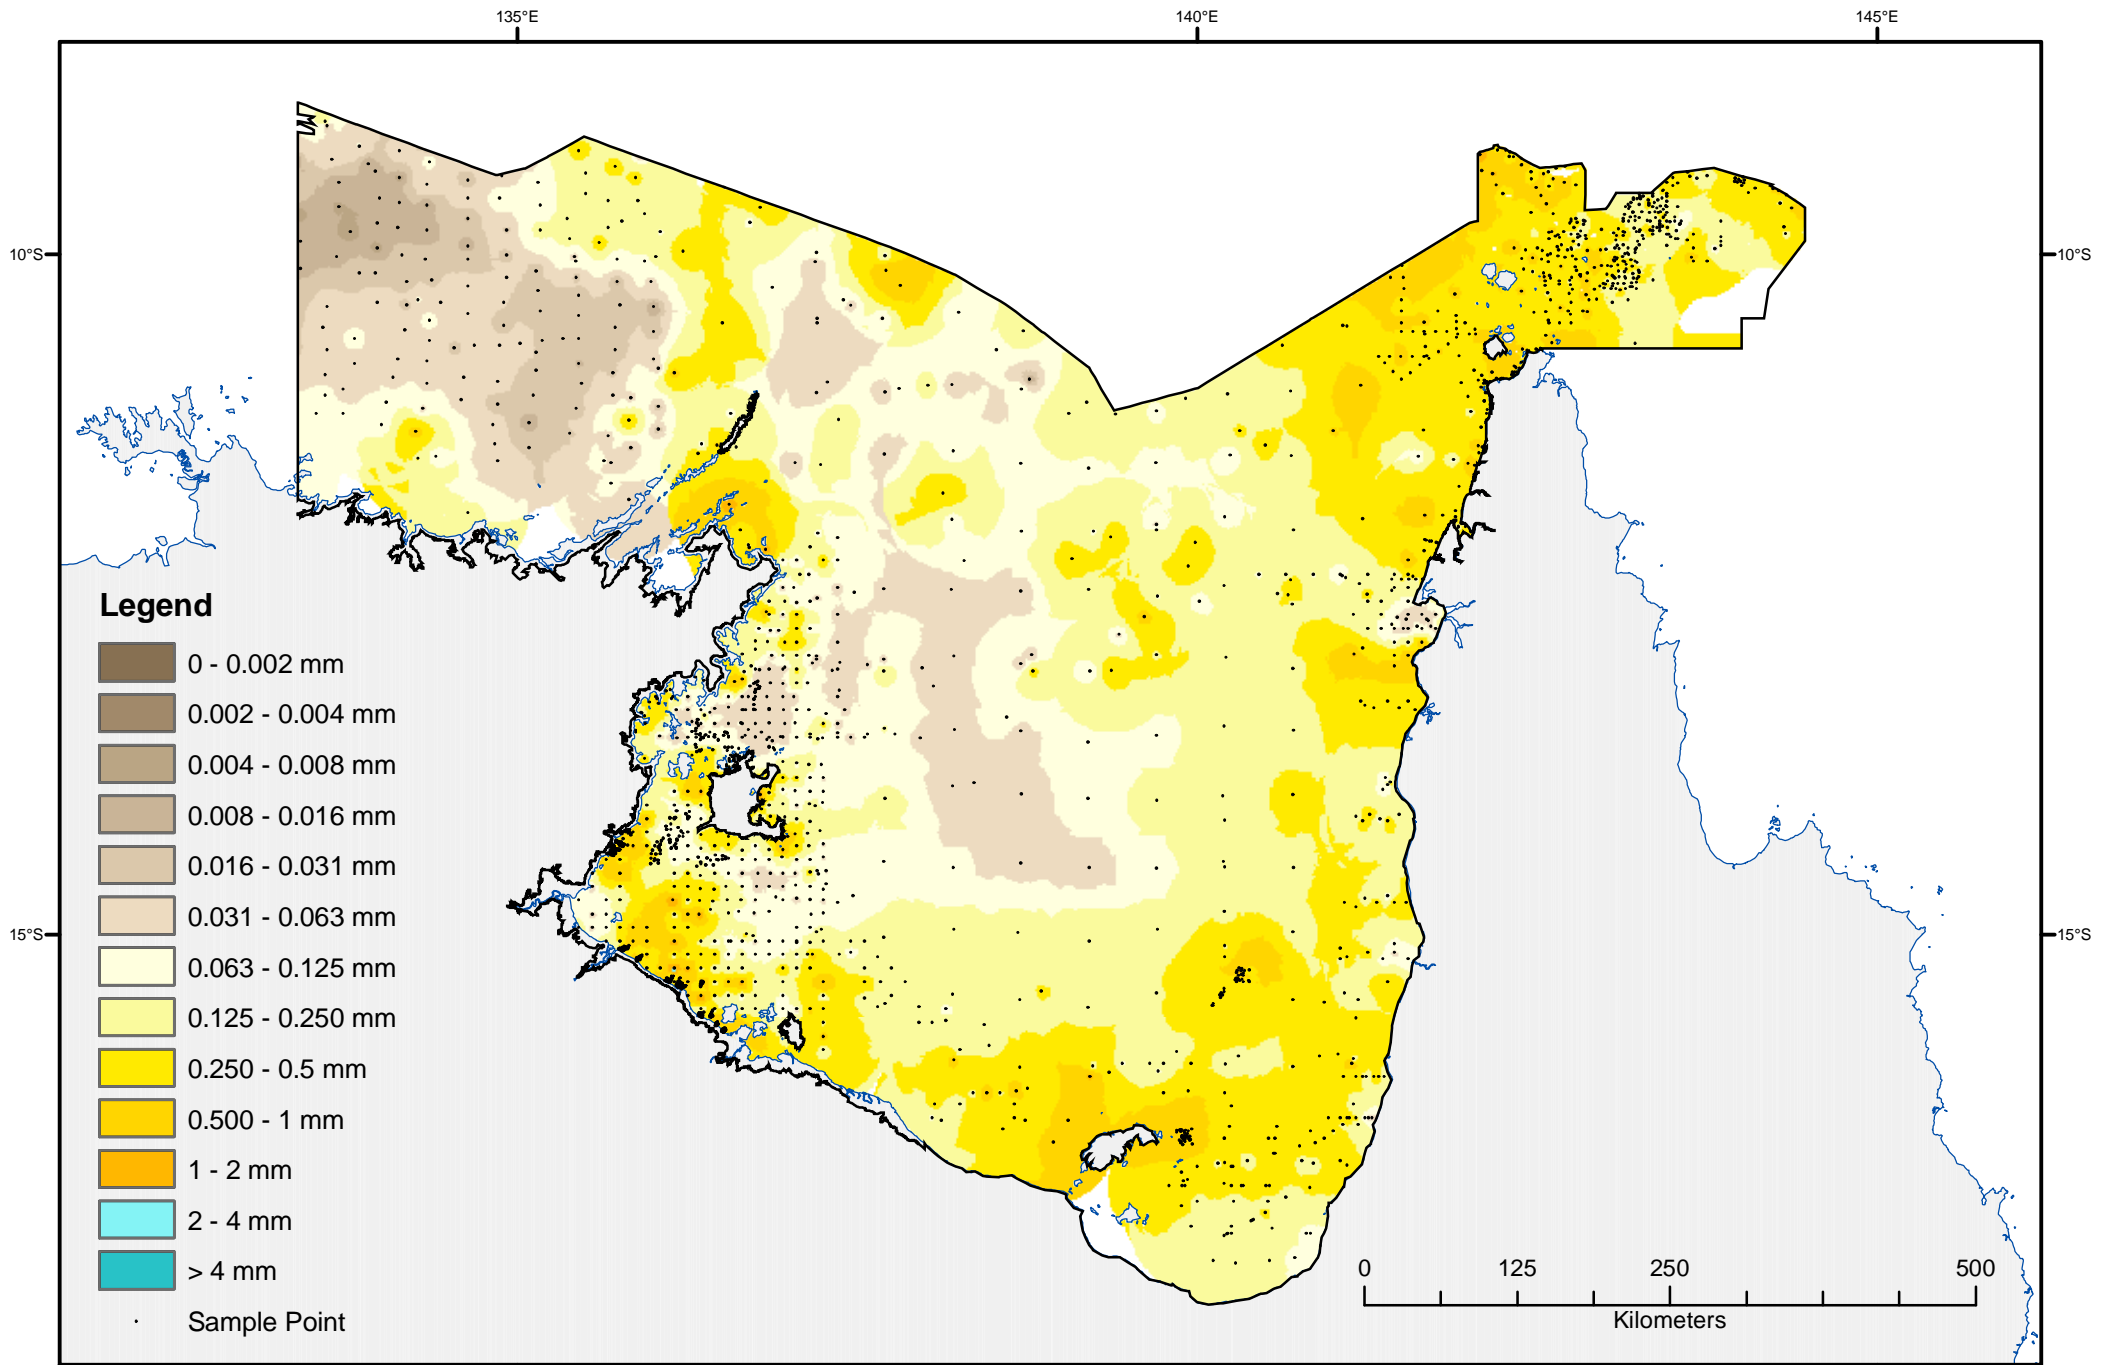 135°E 140°E 145°E
10°S 10°S
Legend
0 - 0.002 mm
0.002 - 0.004 mm
0.004 - 0.008 mm
0.008 - 0.016 mm
0.016 - 0.031 mm
0.031 - 0.063 mm
15°S 15°S
0.063 - 0.125 mm
0.125 - 0.250 mm
0.250 - 0.5 mm
0.500 - 1 mm
1 - 2 mm
2 - 4 mm
> 4 mm
0 125 250 500
Sample Point
Kilometers